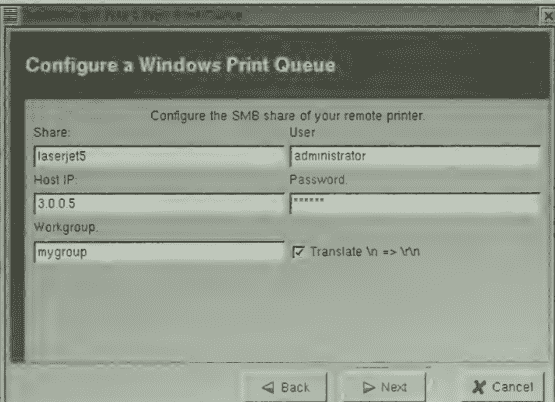 Configure a Windows Print Queue
Configure the SMB share of your remote printer.
Share: User
laserjet5 administrator
Host IP: Password.
3.0.0.5 ******
Workgroup.
mygroup Translate \n => \r\n
Back Next Cancel